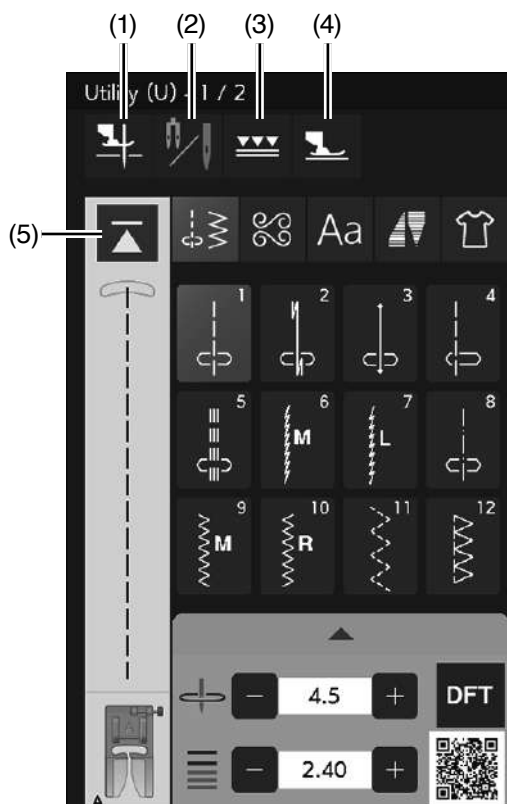 (1) (2) (3) (4)
Utility (U) - 1 / 2
(5)
Aa
1 2 3 4
5 6 7 8
M L
9 10 11 12
M R
4.5 DFT
2.40
A